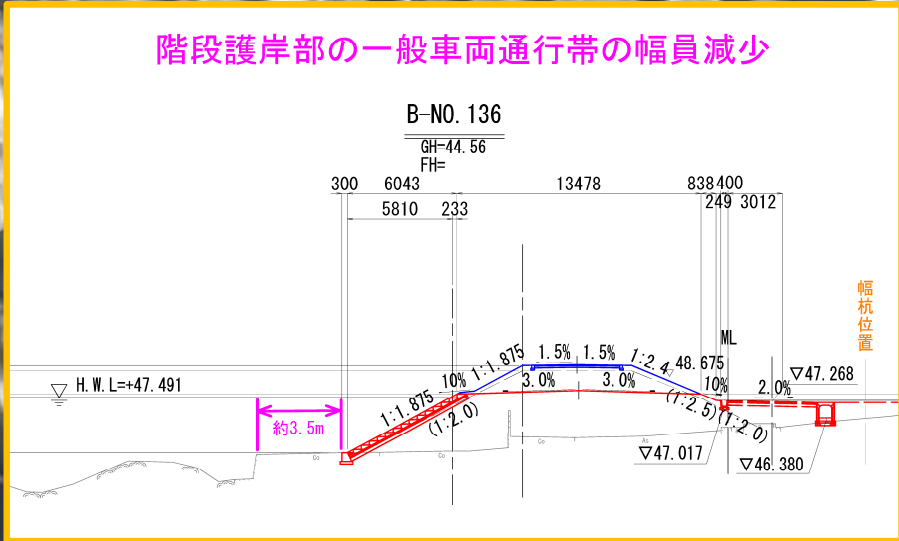 階段護岸部の一般車両通行帯の幅員減少
B-NO.136
GH=44.56
FH=
300 6043 13478 838 400
5810 233 249 3012
幅杭位置
ML
1.5% 1.5%
1:1.875 1:2.4 48.675
10% 3.0% 3.0% 10% 2.0% ▽47.268
H.W.L=+47.491
1:1.875
(1:2.0) (1:2.5) (1:2.0)
約3.5m
Co Co Co As
▽47.017
▽46.380